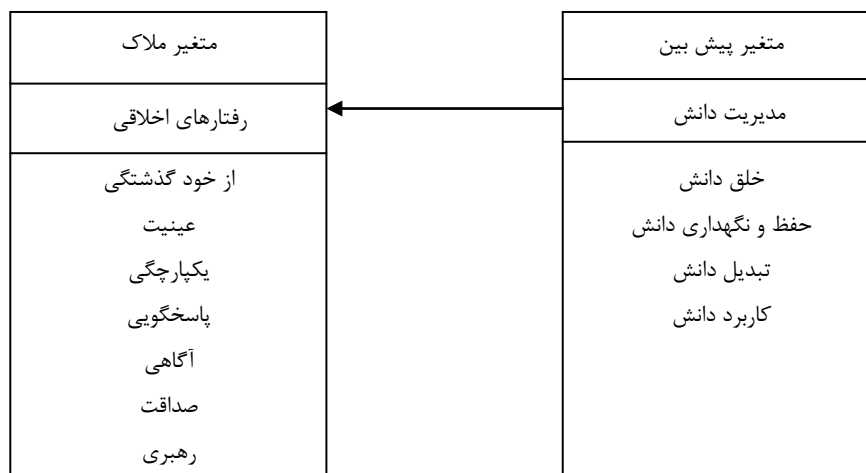 متغیر پیش بین
مدیریت دانش
خلق دانش
حفظ و نگهداری دانش
تبدیل دانش
کاربرد دانش
متغیر ملاک
رفتارهای اخلاقی
از خود گذشتگی
عینیت
یکپارچگی
پاسخگویی
آگاهی
صداقت
رهبری